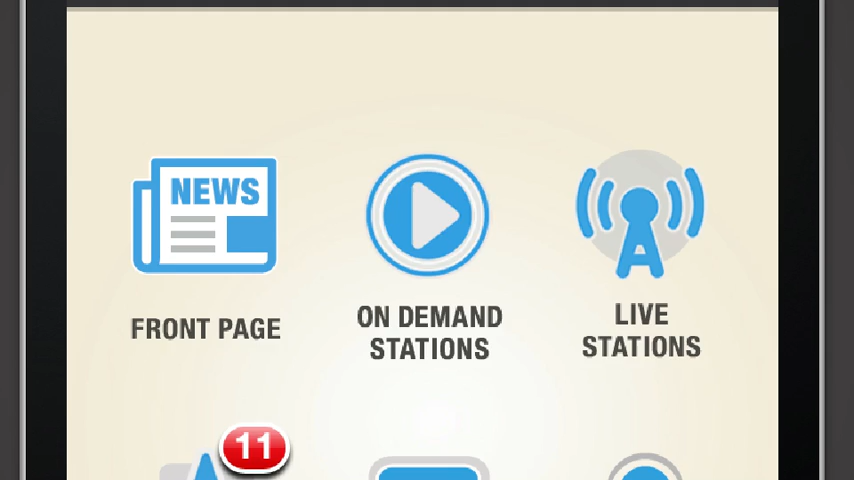 NEWS
FRONT PAGE
ON DEMAND
STATIONS
LIVE
STATIONS
11